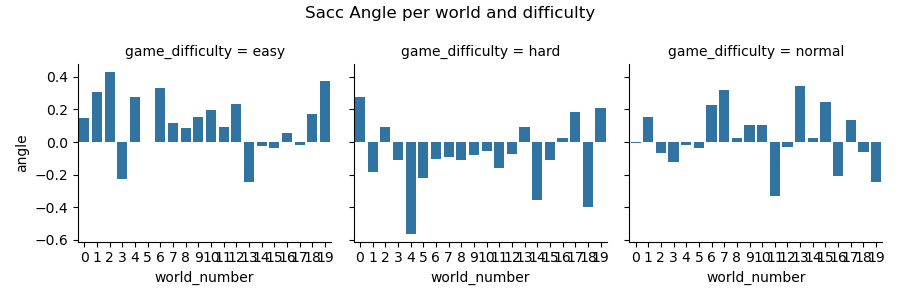 Sacc Angle per world and difficulty
game_difficulty = easy
game_difficulty = hard
game_difficulty = normal
angle
0.4
0.2
0.0
−0.2
−0.4
−0.6
0 1 2 3 4 5 6 7 8 9 10 11 12 13 14 15 16 17 18 19
0 1 2 3 4 5 6 7 8 9 10 11 12 13 14 15 16 17 18 19
0 1 2 3 4 5 6 7 8 9 10 11 12 13 14 15 16 17 18 19
world_number
world_number
world_number